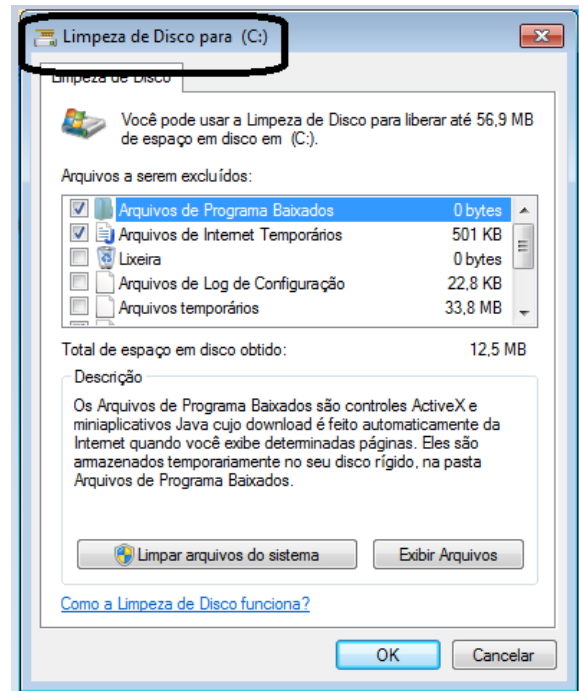 Limpeza de Disco para  (C:)
Limpeza de Disco
Você pode usar a Limpeza de Disco para liberar até 56,9 MB
de espaço em disco em  (C:).
Arquivos a serem excluídos:
Arquivos de Programa Baixados 0 bytes
Arquivos de Internet Temporários 501 KB
Lixeira 0 bytes
Arquivos de Log de Configuração 22,8 KB
Arquivos temporários 33,8 MB
Total de espaço em disco obtido: 12,5 MB
Descrição
Os Arquivos de Programa Baixados são controles ActiveX e
miniaplicativos Java cujo download é feito automaticamente da
Internet quando você exibe determinadas páginas. Eles são
armazenados temporariamente no seu disco rígido, na pasta
Arquivos de Programa Baixados.
Limpar arquivos do sistema Exibir Arquivos
Como a Limpeza de Disco funciona?
OK Cancelar